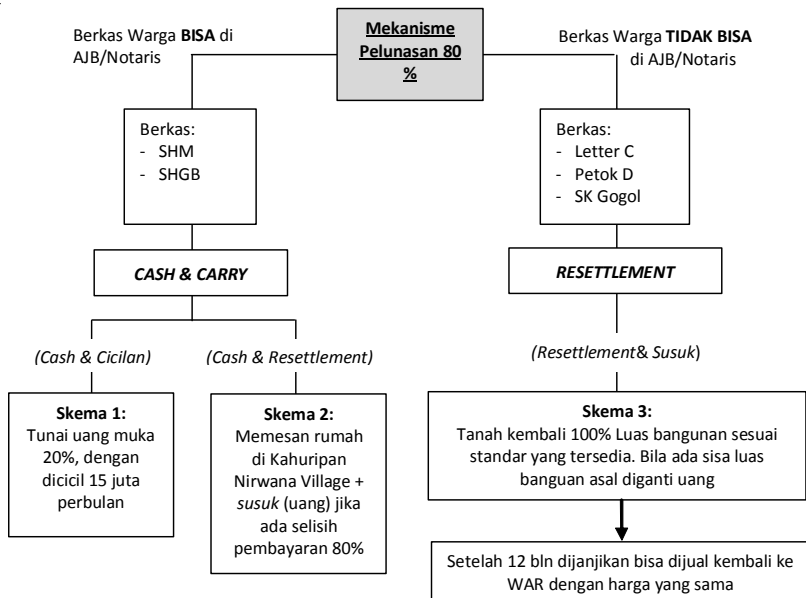 Berkas Warga BISA di
AJB/Notaris
Mekanisme
Pelunasan 80
%
Berkas Warga TIDAK BISA
di AJB/Notaris
Berkas:
- SHM
- SHGB
Berkas:
- Letter C
- Petok D
- SK Gogol
CASH & CARRY
RESETTLEMENT
(Cash & Cicilan)
(Cash & Resettlement)
(Resettlement& Susuk)
Skema 1:
Tunai uang muka
20%, dengan
dicicil 15 juta
perbulan
Skema 2:
Memesan rumah
di Kahuripan
Nirwana Village +
susuk (uang) jika
ada selisih
pembayaran 80%
Skema 3:
Tanah kembali 100% Luas bangunan sesuai
standar yang tersedia. Bila ada sisa luas
banguan asal diganti uang
Setelah 12 bln dijanjikan bisa dijual kembali ke
WAR dengan harga yang sama